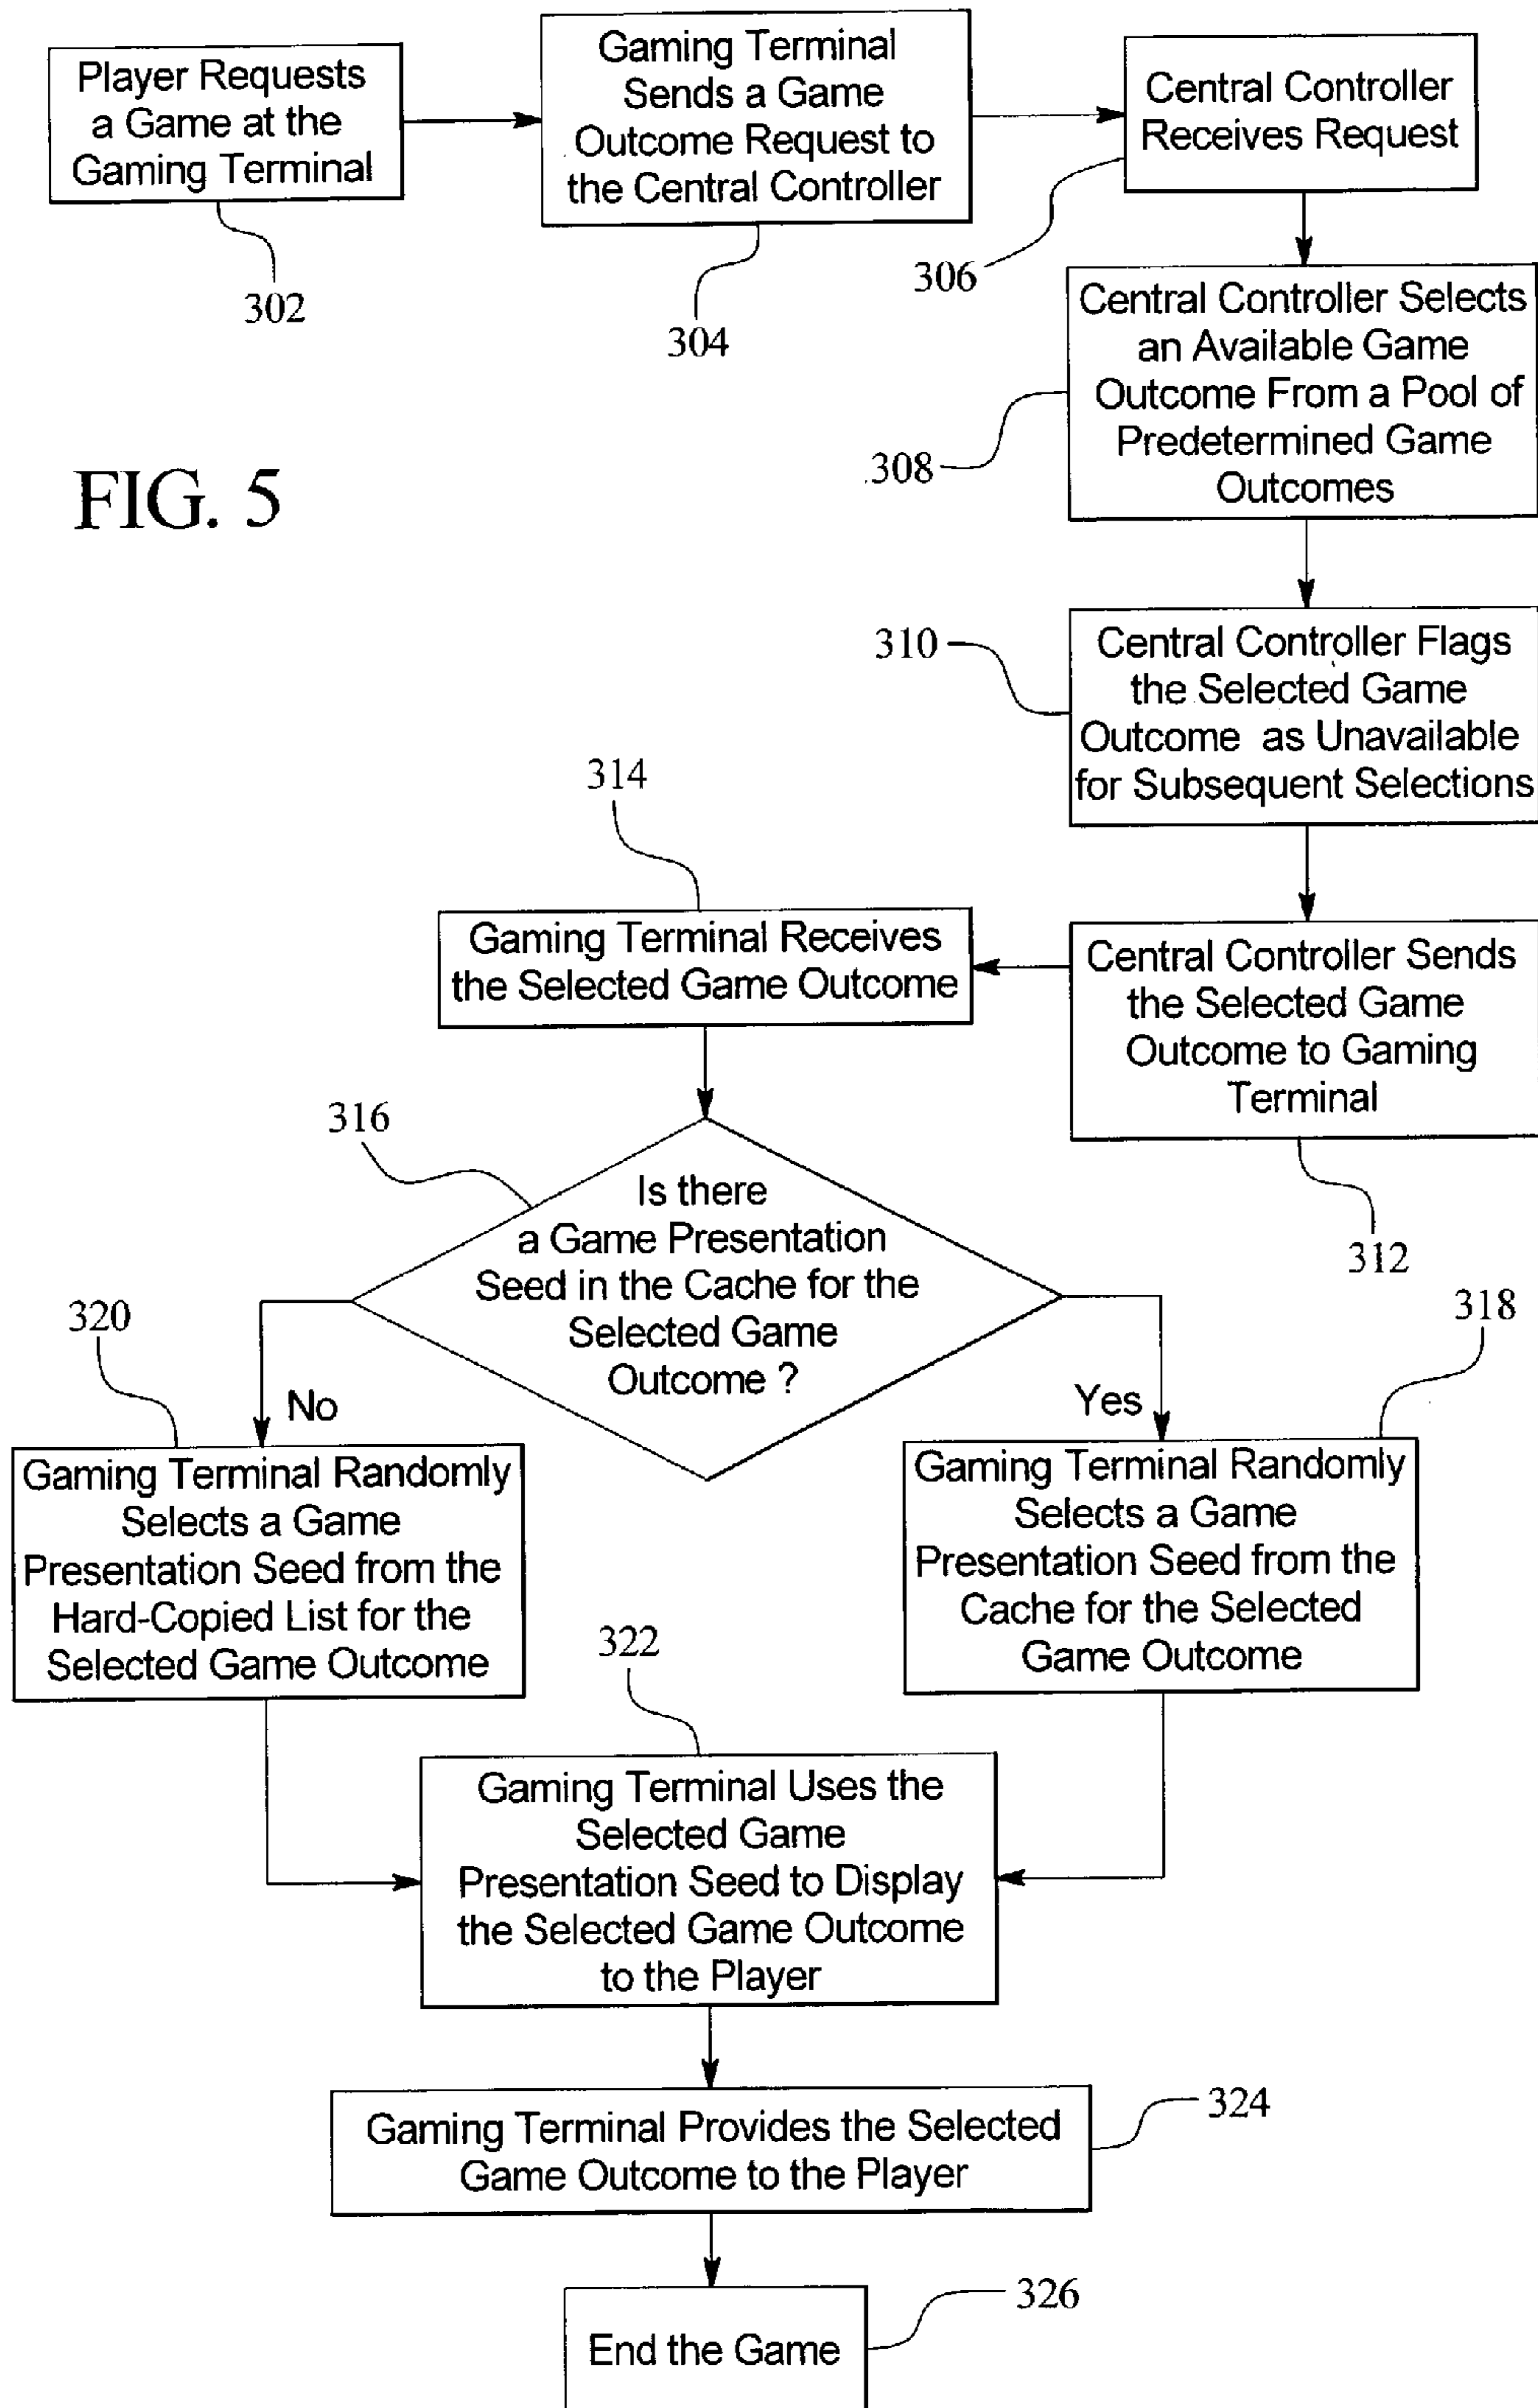 Player Requests
a Game at the
Gaming Terminal
302
Gaming Terminal
Sends a Game
Outcome Request to
the Central Controller
304
Central Controller
Receives Request
306
Central Controller Selects
an Available Game
Outcome From a Pool of
Predetermined Game
Outcomes
308
FIG. 5
Central Controller Flags
the Selected Game
Outcome as Unavailable
for Subsequent Selections
310
Central Controller Sends
the Selected Game
Outcome to Gaming
Terminal
312
314
Gaming Terminal Receives
the Selected Game Outcome
316
Is there
a Game Presentation
Seed in the Cache for the
Selected Game
Outcome ?
No
Yes
320
Gaming Terminal Randomly
Selects a Game
Presentation Seed from the
Hard-Copied List for the
Selected Game Outcome
318
Gaming Terminal Randomly
Selects a Game
Presentation Seed from the
Cache for the Selected
Game Outcome
322
Gaming Terminal Uses the
Selected Game
Presentation Seed to Display
the Selected Game Outcome
to the Player
Gaming Terminal Provides the Selected
Game Outcome to the Player
324
End the Game
326